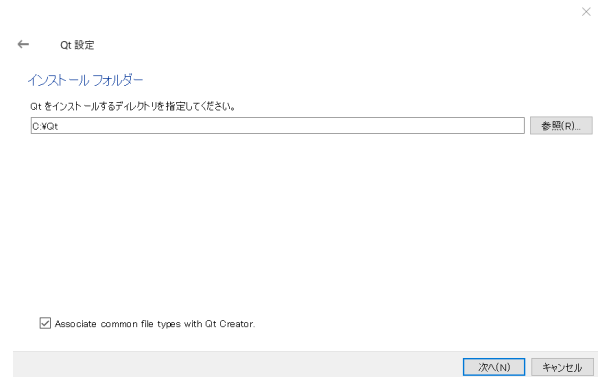 Qt 設定
インストール フォルダー
Qt をインストールするディレクトリを指定してください。
C:¥Qt
参照(R)...
Associate common file types with Qt Creator.
次へ(N)
キャンセル